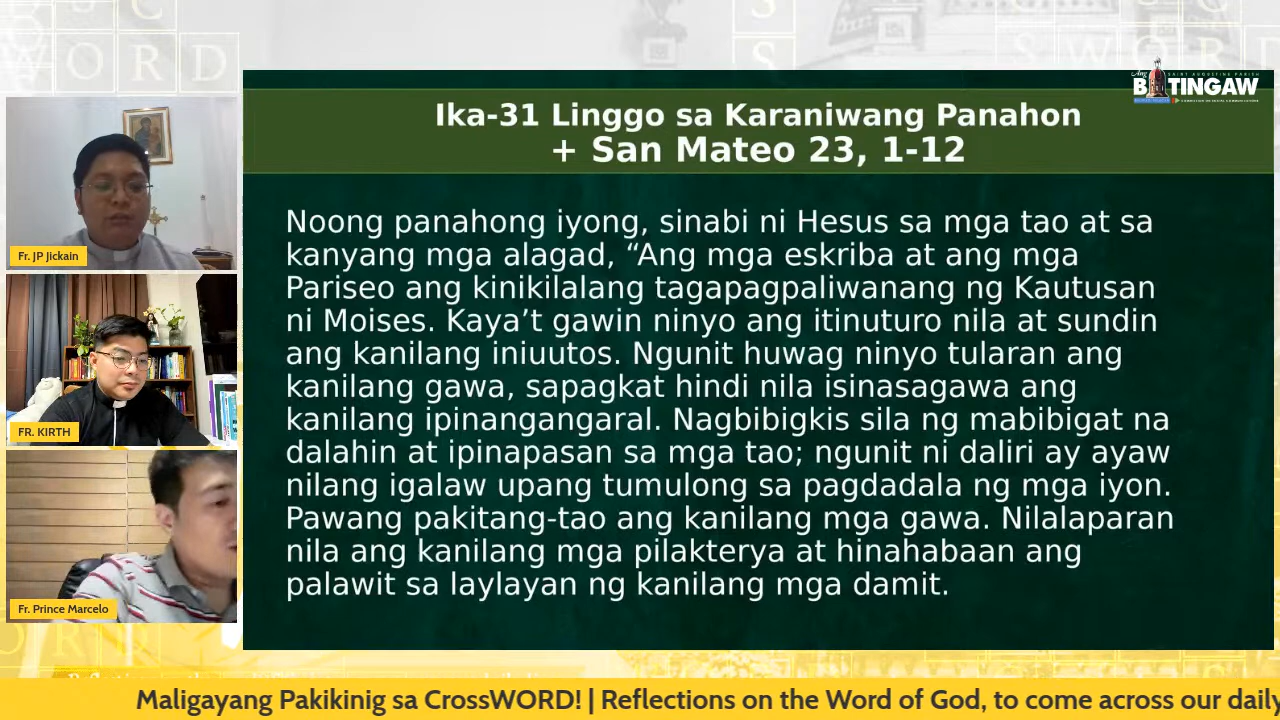 Ang
SAINT AUGUSTINE PARISH
BATINGAW
Ika-31 Linggo sa Karaniwang Panahon
+ San Mateo 23, 1-12
Noong panahong iyong, sinabi ni Hesus sa mga tao at sa
kanyang mga alagad, “Ang mga eskriba at ang mga
Pariseo ang kinikilalang tagapagpaliwanang ng Kautusan
ni Moises. Kaya’t gawin ninyo ang itinuturo nila at sundin
ang kanilang iniuutos. Ngunit huwag ninyo tularan ang
kanilang gawa, sapagkat hindi nila isinasagawa ang
kanilang ipinangangaral. Nagbibigkis sila ng mabibigat na
dalahin at ipinapasan sa mga tao; ngunit ni daliri ay ayaw
nilang igalaw upang tumulong sa pagdadala ng mga iyon.
Pawang pakitang-tao ang kanilang mga gawa. Nilalaparan
nila ang kanilang mga pilakterya at hinahabaan ang
palawit sa laylayan ng kanilang mga damit.
Fr. JP Jickain
FR. KIRTH
Fr. Prince Marcelo
Maligayang Pakikinig sa CrossWORD! | Reflections on the Word of God, to come across our daily